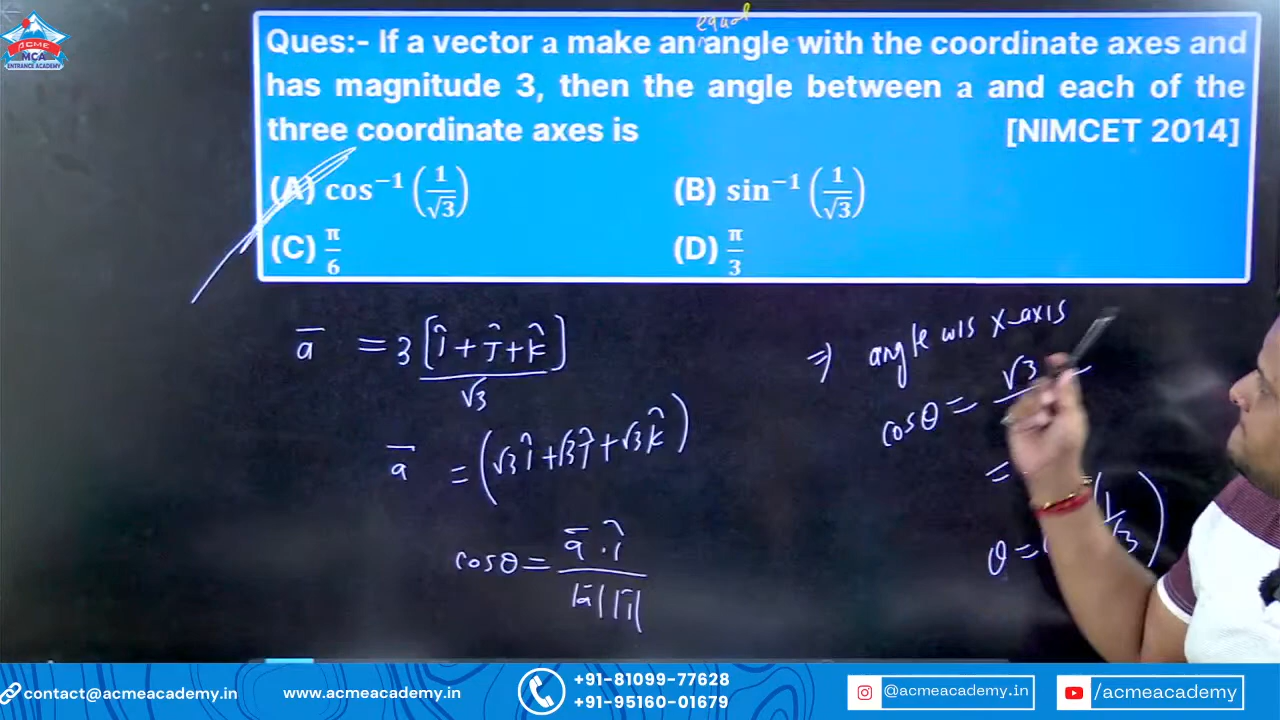 ACME
MCA
ENTRANCE ACADEMY
equal
Ques:- If a vector a make an angle with the coordinate axes and
has magnitude 3, then the angle between a and each of the
three coordinate axes is [NIMCET 2014]
(A) cos⁻¹ (1/√3) (B) sin⁻¹ (1/√3)
(C) π/6 (D) π/3
a̅ = 3 [î + ĵ + k̂] / √3
a̅ = (√3 î + √3 ĵ + √3 k̂)
cosθ = a̅ · î / |a̅| |i̅|
⇒ angle wis x-axis
cosθ = √3
=
θ = (1/√3)
contact@acmeacademy.in
www.acmeacademy.in
+91-81099-77628
+91-95160-01679
@acmeacademy.in
/acmeacademy